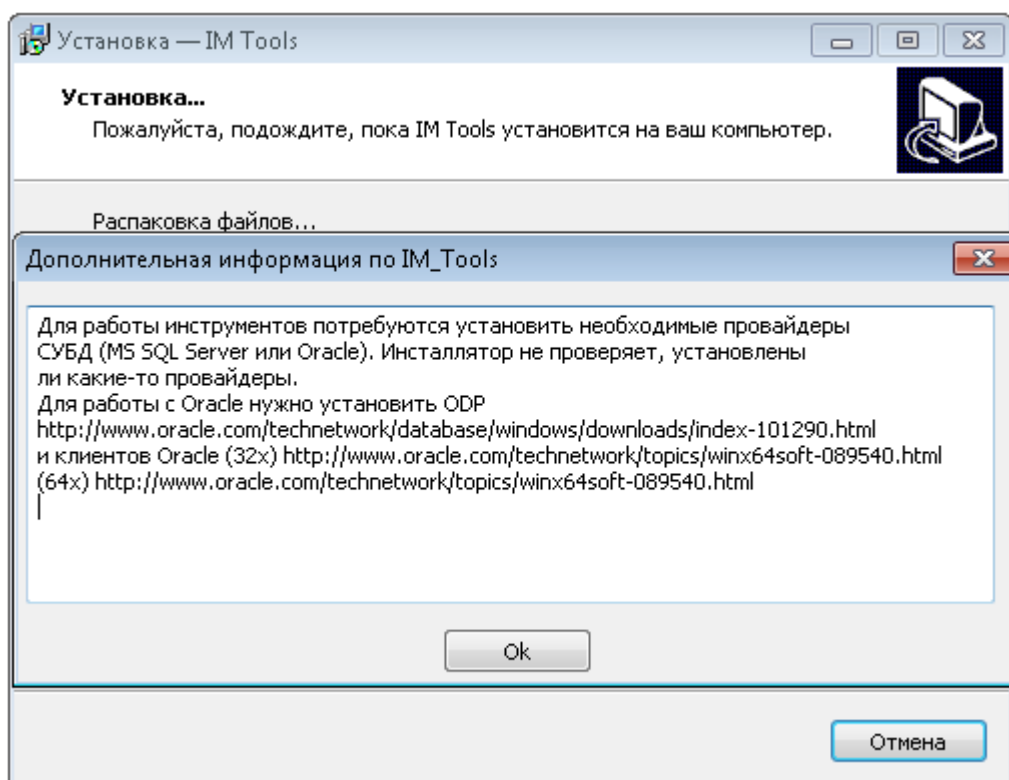 Установка — IM Tools
Установка...
Пожалуйста, подождите, пока IM Tools установится на ваш компьютер.
Распаковка файлов...
Дополнительная информация по IM_Tools
Для работы инструментов потребуются установить необходимые провайдеры
СУБД (MS SQL Server или Oracle). Инсталлятор не проверяет, установлены
ли какие-то провайдеры.
Для работы с Oracle нужно установить ODP
http://www.oracle.com/technetwork/database/windows/downloads/index-101290.html
и клиентов Oracle (32x) http://www.oracle.com/technetwork/topics/winx64soft-089540.html
(64x) http://www.oracle.com/technetwork/topics/winx64soft-089540.html
Ok
Отмена